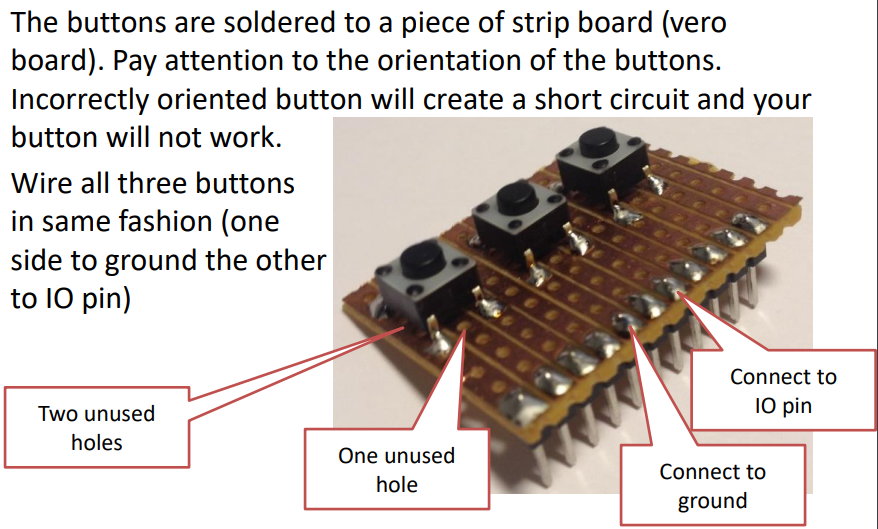 The buttons are soldered to a piece of strip board (vero
board). Pay attention to the orientation of the buttons.
Incorrectly oriented button will create a short circuit and your
button will not work.
Wire all three buttons
in same fashion (one
side to ground the other
to IO pin)
Two unused
holes
One unused
hole
Connect to
ground
Connect to
IO pin